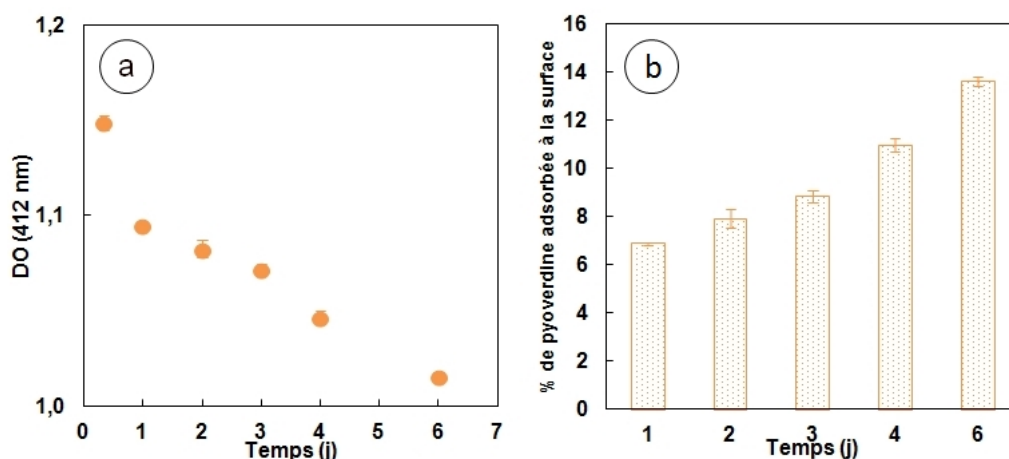 a
DO (412 nm)
1,2
1,1
1,0
0 1 2 3 4 5 6 7
Temps (j)
b
% de pyoverdine adsorbée à la surface
16
14
12
10
8
6
4
2
0
1 2 3 4 6
Temps (j)